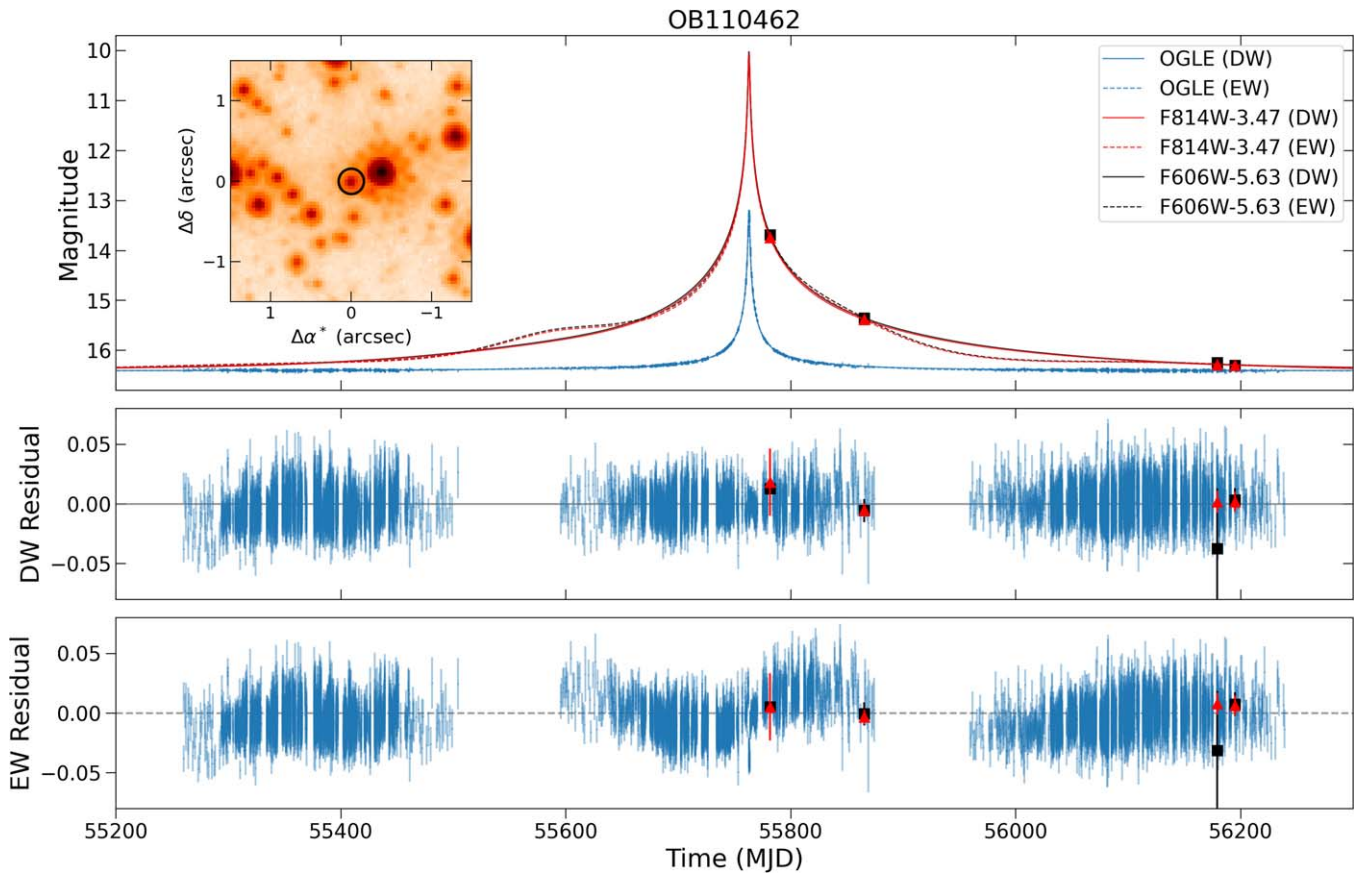 OB110462
Magnitude
10
11
12
13
14
15
16
Δδ (arcsec)
1
0
−1
1 0 −1
Δα* (arcsec)
OGLE (DW)
OGLE (EW)
F814W-3.47 (DW)
F814W-3.47 (EW)
F606W-5.63 (DW)
F606W-5.63 (EW)
DW Residual
0.05
0.00
−0.05
EW Residual
0.05
0.00
−0.05
55200 55400 55600 55800 56000 56200
Time (MJD)